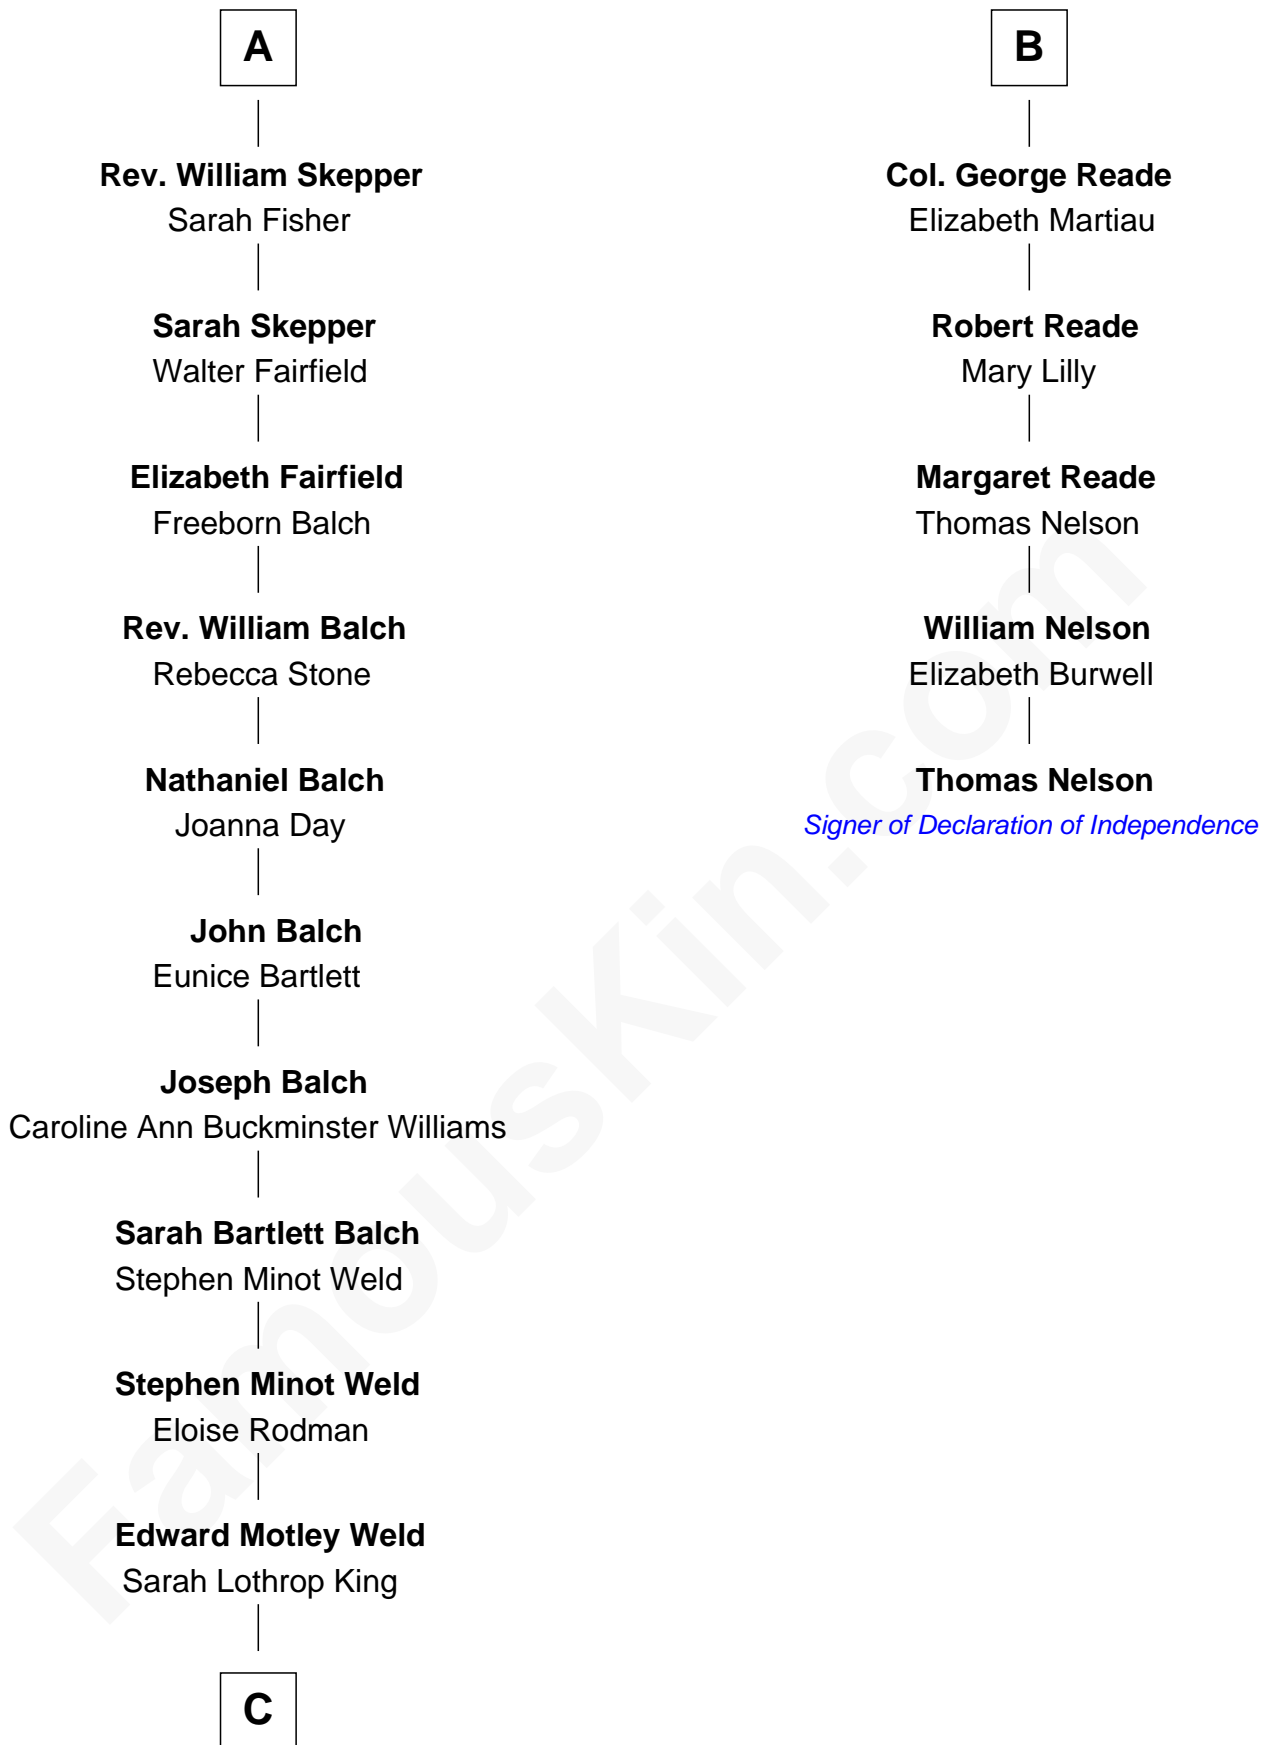 A
Rev. William Skepper
Sarah Fisher
Sarah Skepper
Walter Fairfield
Elizabeth Fairfield
Freeborn Balch
Rev. William Balch
Rebecca Stone
Nathaniel Balch
Joanna Day
John Balch
Eunice Bartlett
Joseph Balch
Caroline Ann Buckminster Williams
Sarah Bartlett Balch
Stephen Minot Weld
Stephen Minot Weld
Eloise Rodman
Edward Motley Weld
Sarah Lothrop King
C
B
Col. George Reade
Elizabeth Martiau
Robert Reade
Mary Lilly
Margaret Reade
Thomas Nelson
William Nelson
Elizabeth Burwell
Thomas Nelson
Signer of Declaration of Independence
FamousKin.com